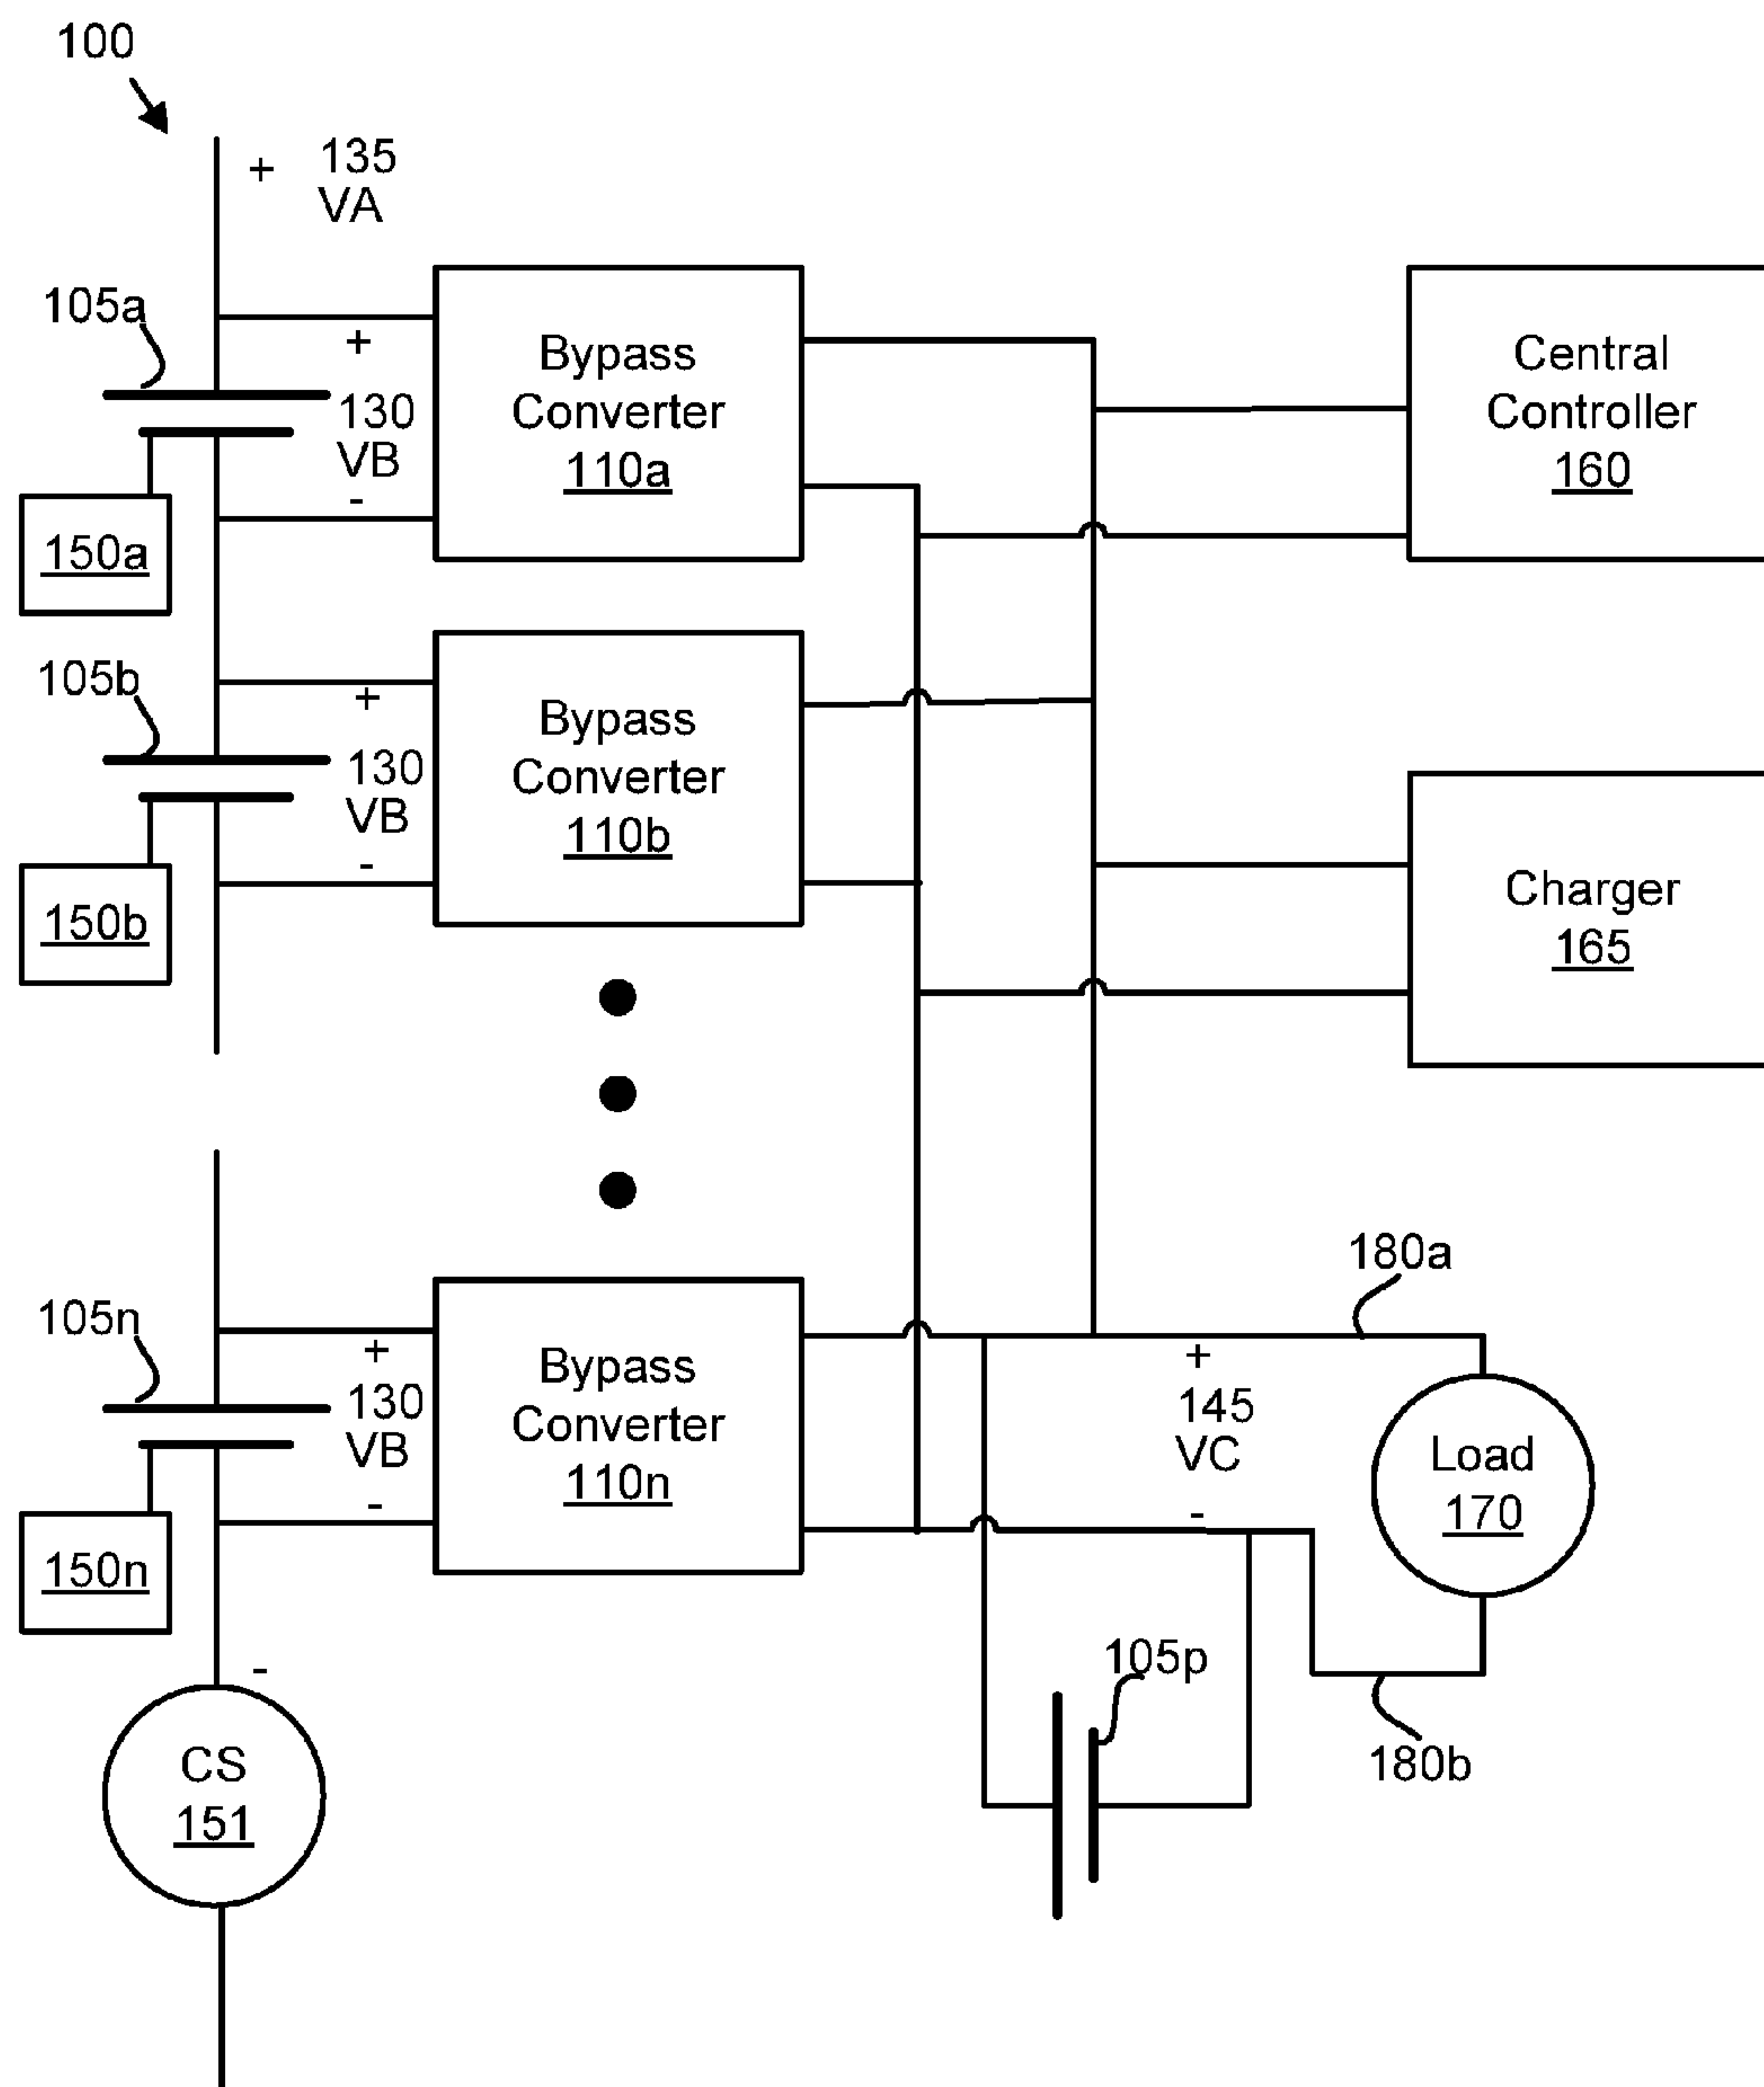 100
+ 135
VA
105a
+
130
VB
-
150a
Bypass
Converter
110a
Central
Controller
160
105b
+
130
VB
-
150b
Bypass
Converter
110b
Charger
165
105n
+
130
VB
-
150n
Bypass
Converter
110n
180a
+
145
VC
-
Load
170
105p
180b
-
CS
151